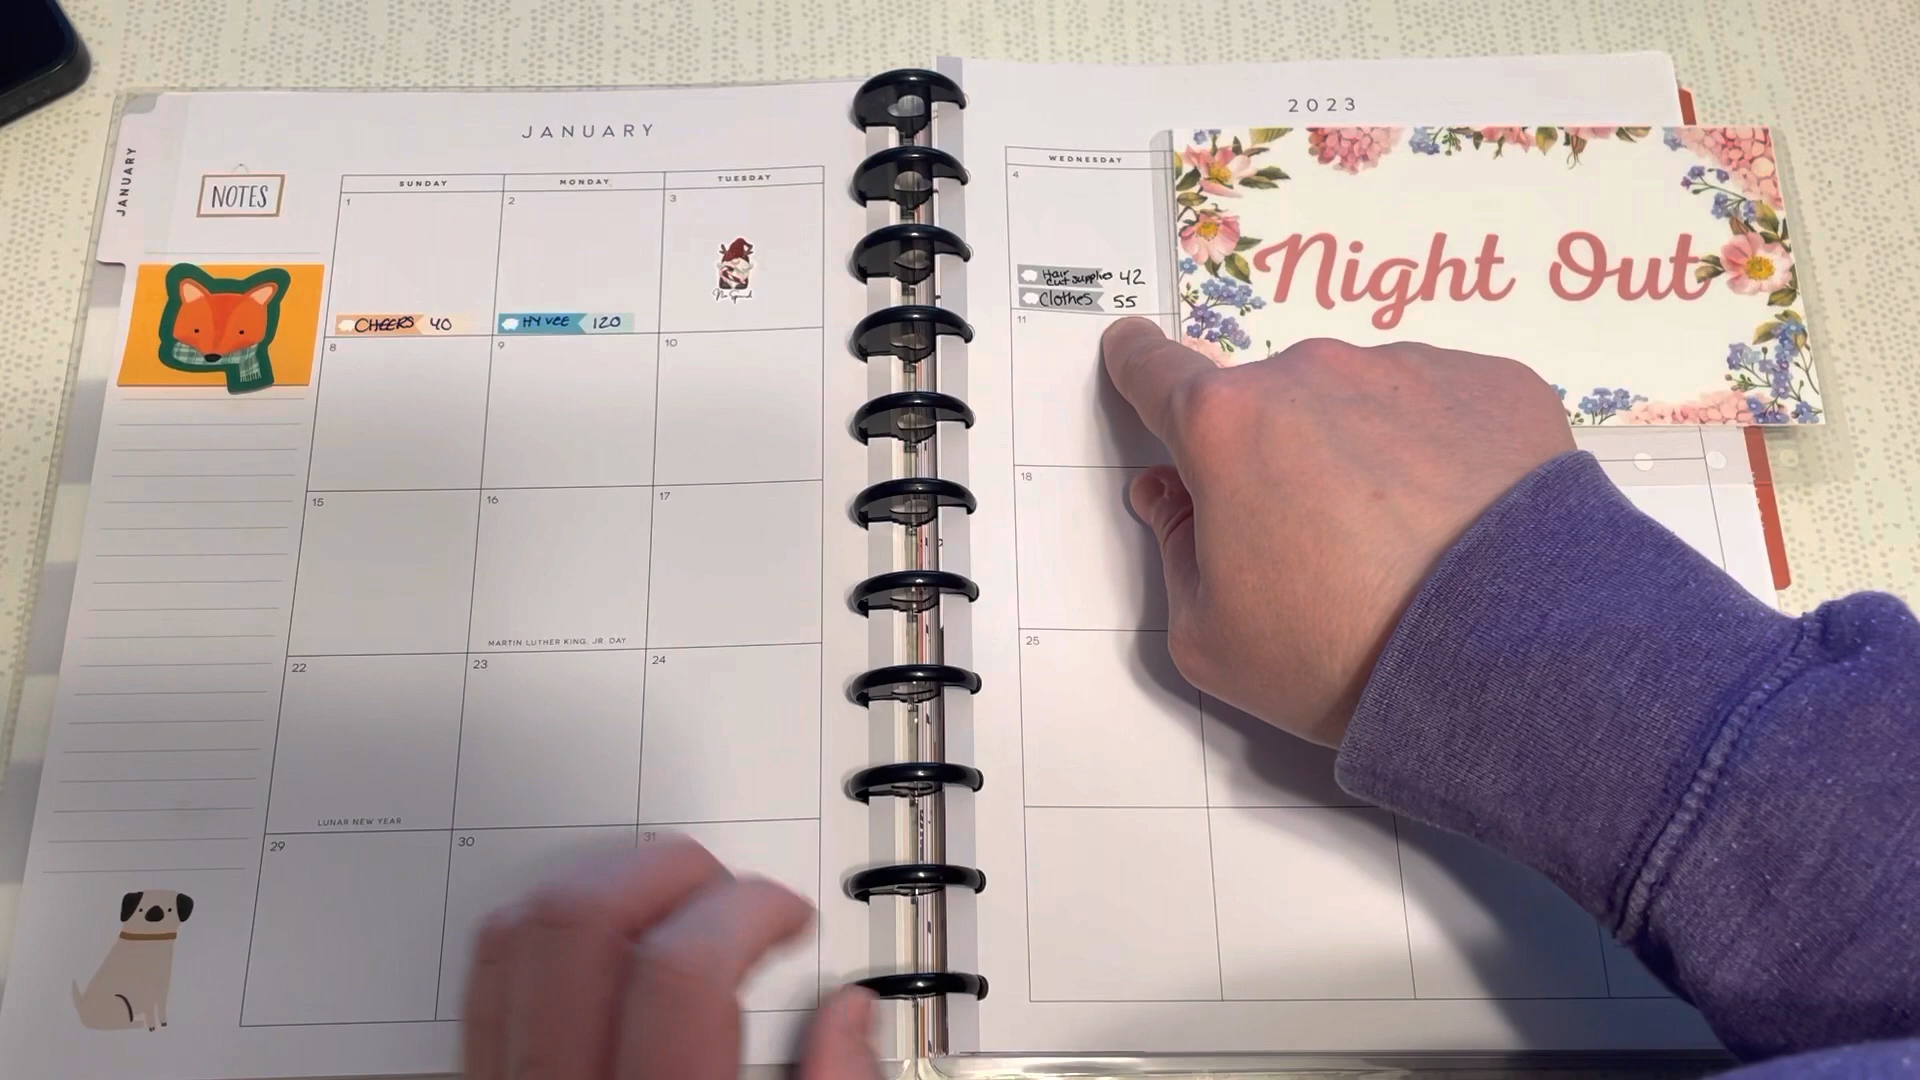 JANUARY
2023
JANUARY
NOTES
SUNDAY
MONDAY
TUESDAY
WEDNESDAY
1
2
3
4
No Spend
Hair
cut supplies 42
Clothes 55
CHEERS 40
HY VEE 120
Night Out
8
9
10
11
15
16
17
18
MARTIN LUTHER KING, JR. DAY
22
23
24
25
LUNAR NEW YEAR
29
30
31